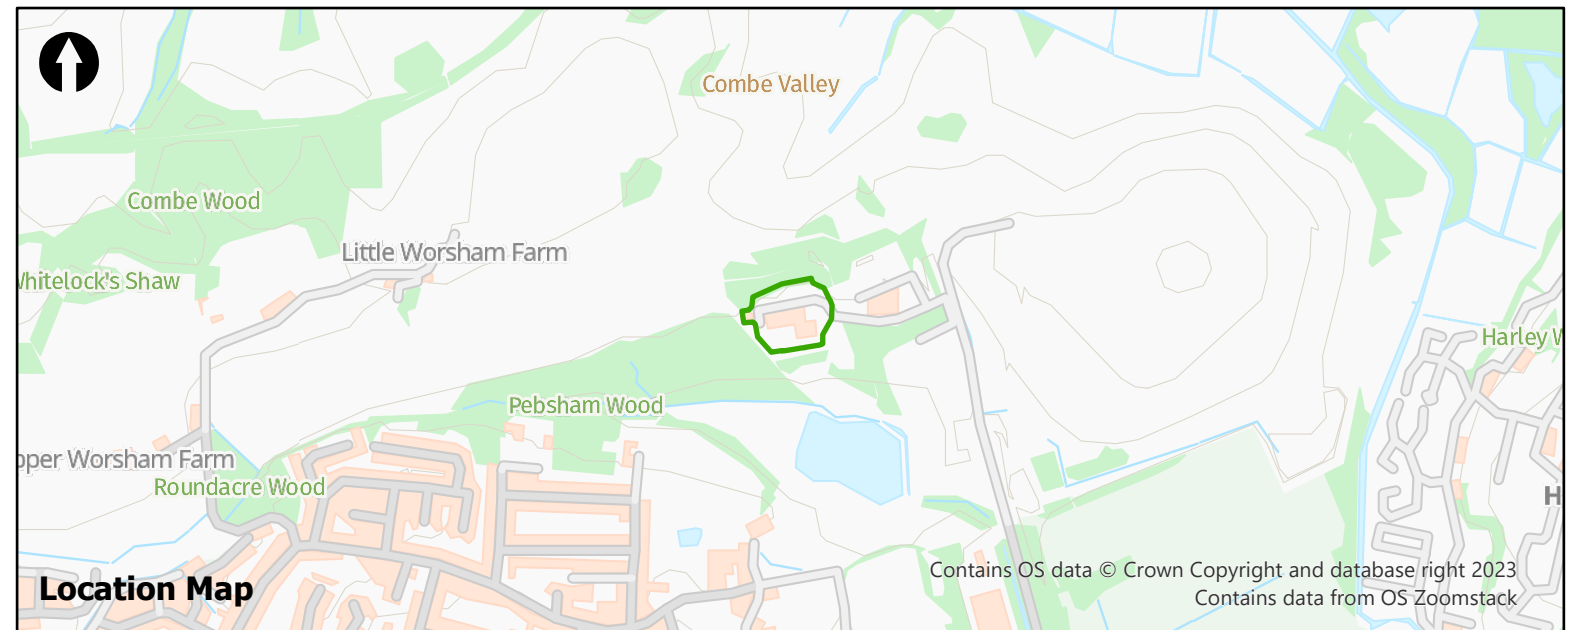 Combe Valley
Combe Wood
Little Worsham Farm
Whitelock's Shaw
Harley W
Pebsham Wood
pper Worsham Farm
Roundacre Wood
H
Contains OS data © Crown Copyright and database right 2023
Location Map
Contains data from OS Zoomstack